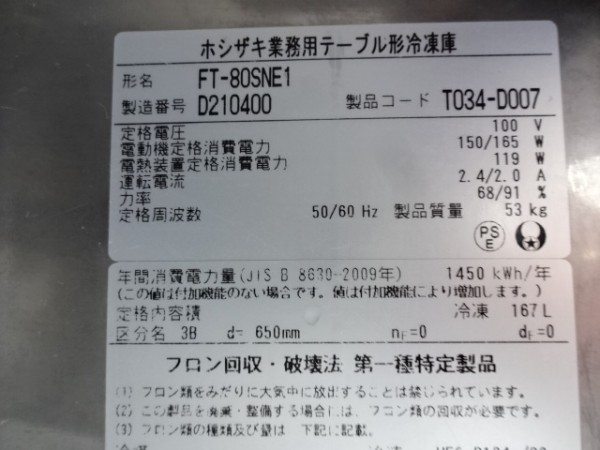 ホシザキ業務用テーブル形冷凍庫
形名 FT-80SNE1
製造番号 D210400 製品コード T034-D007
定格電圧 100 V
電動機定格消費電力 150/165 W
電熱装置定格消費電力 119 W
運転電流 2.4/2.0 A
力率 68/91 %
定格周波数 50/60 Hz 製品質量 53 kg
PS
E
年間消費電力量(JIS B 8630-2009年) 1450 kWh/年
(この値は付加機能のない場合です。値は付加機能により増加します。)
定格内容積 冷凍 167 L
区分名 3B d= 650mm nF=0 dF=0
フロン回収・破壊法 第一種特定製品
(1) フロン類をみだりに大気中に放出することは禁じられています。
(2) この製品を廃棄・整備する場合には、フロン類の回収が必要です。
(3) フロン類の種類及び量は 下記に記載。